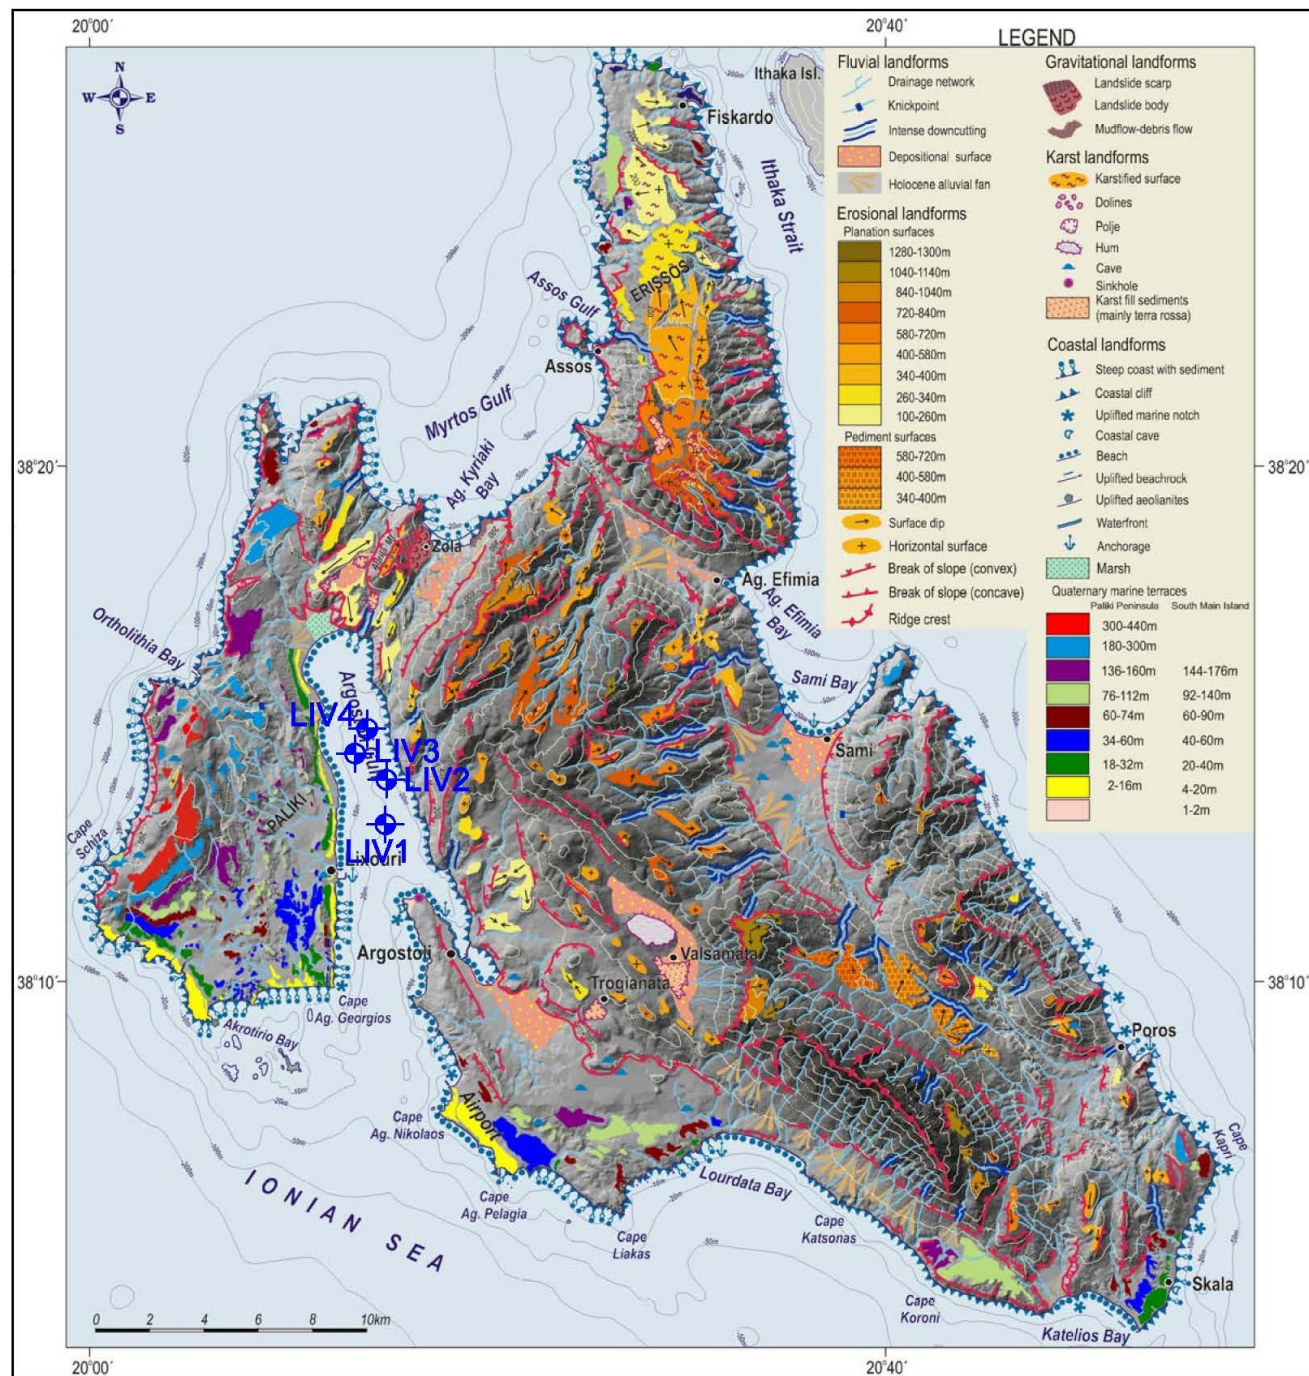 20°00´
20°40´
LEGEND
N
W
E
S
Ithaka Isl.
Fiskardo
Ithaka Strait
ERISSOS
Assos Gulf
Assos
Myrtos Gulf
Ag. Kyriaki
Bay
38°20´
38°20´
Zola
Ag. Efimia
Ag. Efimia
Bay
Sami Bay
Sami
Ortholithia Bay
LIV4
LIV3
LIV2
LIV1
PALIKI
Cape
Schiza
Lixouri
Argostoli
Valsamata
Trogianata
38°10´
38°10´
Cape
Ag. Georgios
Akrotirio Bay
Poros
Cape
Kapri
Airport
Cape
Ag. Nikolaos
Cape
Ag. Pelagia
Cape
Liakas
Lourdata Bay
Cape
Katsonas
Cape
Koroni
Katelios Bay
Skala
IONIAN SEA
0 2 4 6 8 10km
20°00´
20°40´
Fluvial landforms
Drainage network
Knickpoint
Intense downcutting
Depositional surface
Holocene alluvial fan
Erosional landforms
Planation surfaces
1280-1300m
1040-1140m
840-1040m
720-840m
580-720m
400-580m
340-400m
260-340m
100-260m
Pediment surfaces
580-720m
400-580m
340-400m
Surface dip
Horizontal surface
Break of slope (convex)
Break of slope (concave)
Ridge crest
Gravitational landforms
Landslide scarp
Landslide body
Mudflow-debris flow
Karst landforms
Karstified surface
Dolines
Polje
Hum
Cave
Sinkhole
Karst fill sediments
(mainly terra rossa)
Coastal landforms
Steep coast with sediment
Coastal cliff
Uplifted marine notch
Coastal cave
Beach
Uplifted beachrock
Uplifted aeolianites
Waterfront
Anchorage
Marsh
Quaternary marine terraces
Paliki Peninsula South Main Island
300-440m
180-300m
136-160m 144-176m
76-112m 92-140m
60-74m 60-90m
34-60m 40-60m
18-32m 20-40m
2-16m 4-20m
1-2m